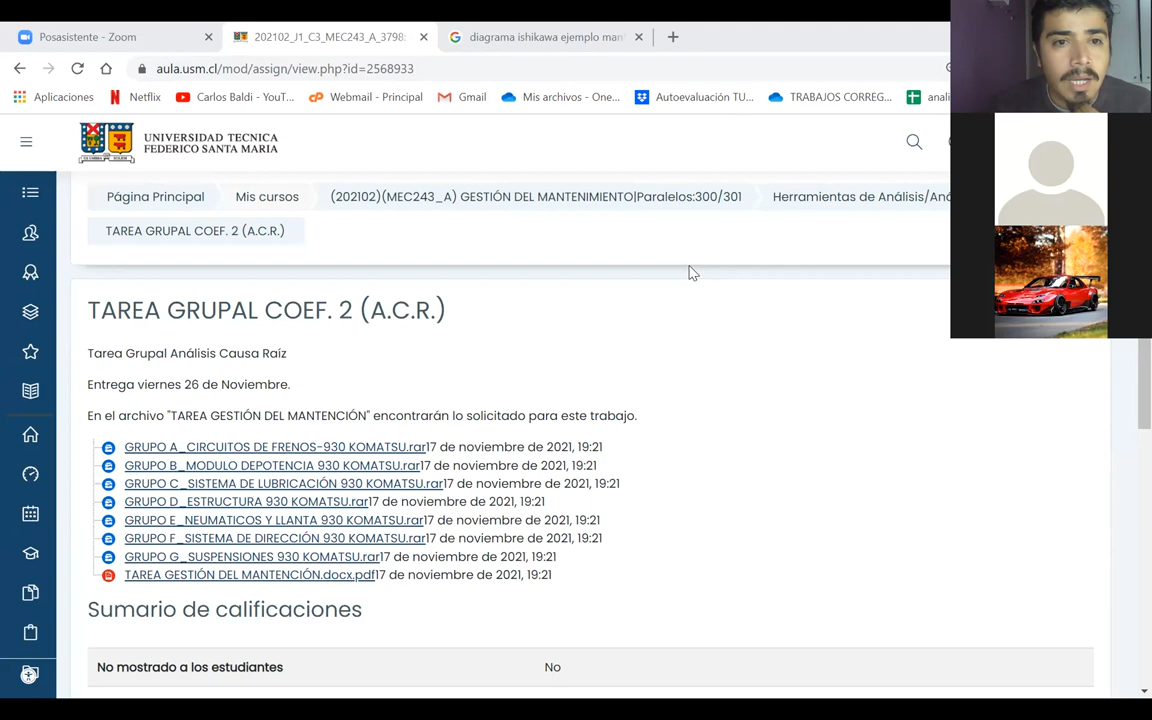 Posasistente - Zoom
202102_J1_C3_MEC243_A_3798:
diagrama ishikawa ejemplo man
aula.usm.cl/mod/assign/view.php?id=2568933
Aplicaciones
Netflix
Carlos Baldi - YouT...
Webmail - Principal
Gmail
Mis archivos - One...
Autoevaluación TU...
TRABAJOS CORREG...
anali
UNIVERSIDAD TECNICA
FEDERICO SANTA MARIA
Página Principal
Mis cursos
(202102)(MEC243_A) GESTIÓN DEL MANTENIMIENTO|Paralelos:300/301
Herramientas de Análisis/Aná
TAREA GRUPAL COEF. 2 (A.C.R.)
TAREA GRUPAL COEF. 2 (A.C.R.)
Tarea Grupal Análisis Causa Raíz
Entrega viernes 26 de Noviembre.
En el archivo "TAREA GESTIÓN DEL MANTENCIÓN" encontrarán lo solicitado para este trabajo.
GRUPO A_CIRCUITOS DE FRENOS-930 KOMATSU.rar17 de noviembre de 2021, 19:21
GRUPO B_MODULO DEPOTENCIA 930 KOMATSU.rar17 de noviembre de 2021, 19:21
GRUPO C_SISTEMA DE LUBRICACIÓN 930 KOMATSU.rar17 de noviembre de 2021, 19:21
GRUPO D_ESTRUCTURA 930 KOMATSU.rar17 de noviembre de 2021, 19:21
GRUPO E_NEUMATICOS Y LLANTA 930 KOMATSU.rar17 de noviembre de 2021, 19:21
GRUPO F_SISTEMA DE DIRECCIÓN 930 KOMATSU.rar17 de noviembre de 2021, 19:21
GRUPO G_SUSPENSIONES 930 KOMATSU.rar17 de noviembre de 2021, 19:21
TAREA GESTIÓN DEL MANTENCIÓN.docx.pdf17 de noviembre de 2021, 19:21
Sumario de calificaciones
No mostrado a los estudiantes
No